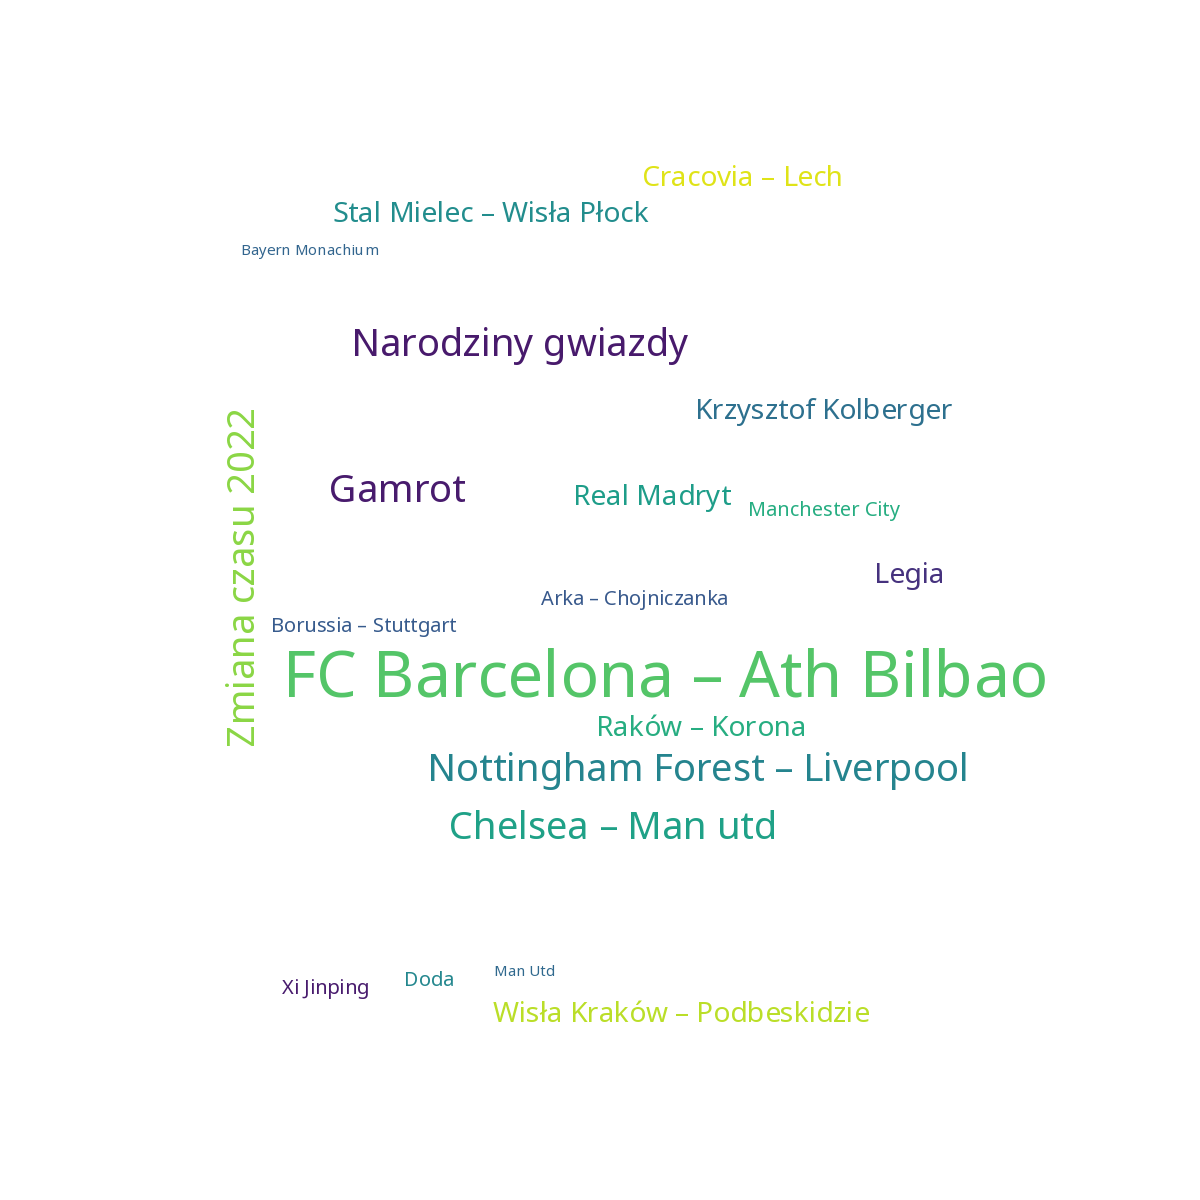 Cracovia – Lech
Stal Mielec – Wisła Płock
Bayern Monachium
Narodziny gwiazdy
Krzysztof Kolberger
Zmiana czasu 2022
Gamrot
Real Madryt
Manchester City
Legia
Arka – Chojniczanka
Borussia – Stuttgart
FC Barcelona – Ath Bilbao
Raków – Korona
Nottingham Forest – Liverpool
Chelsea – Man utd
Man Utd
Doda
Xi Jinping
Wisła Kraków – Podbeskidzie